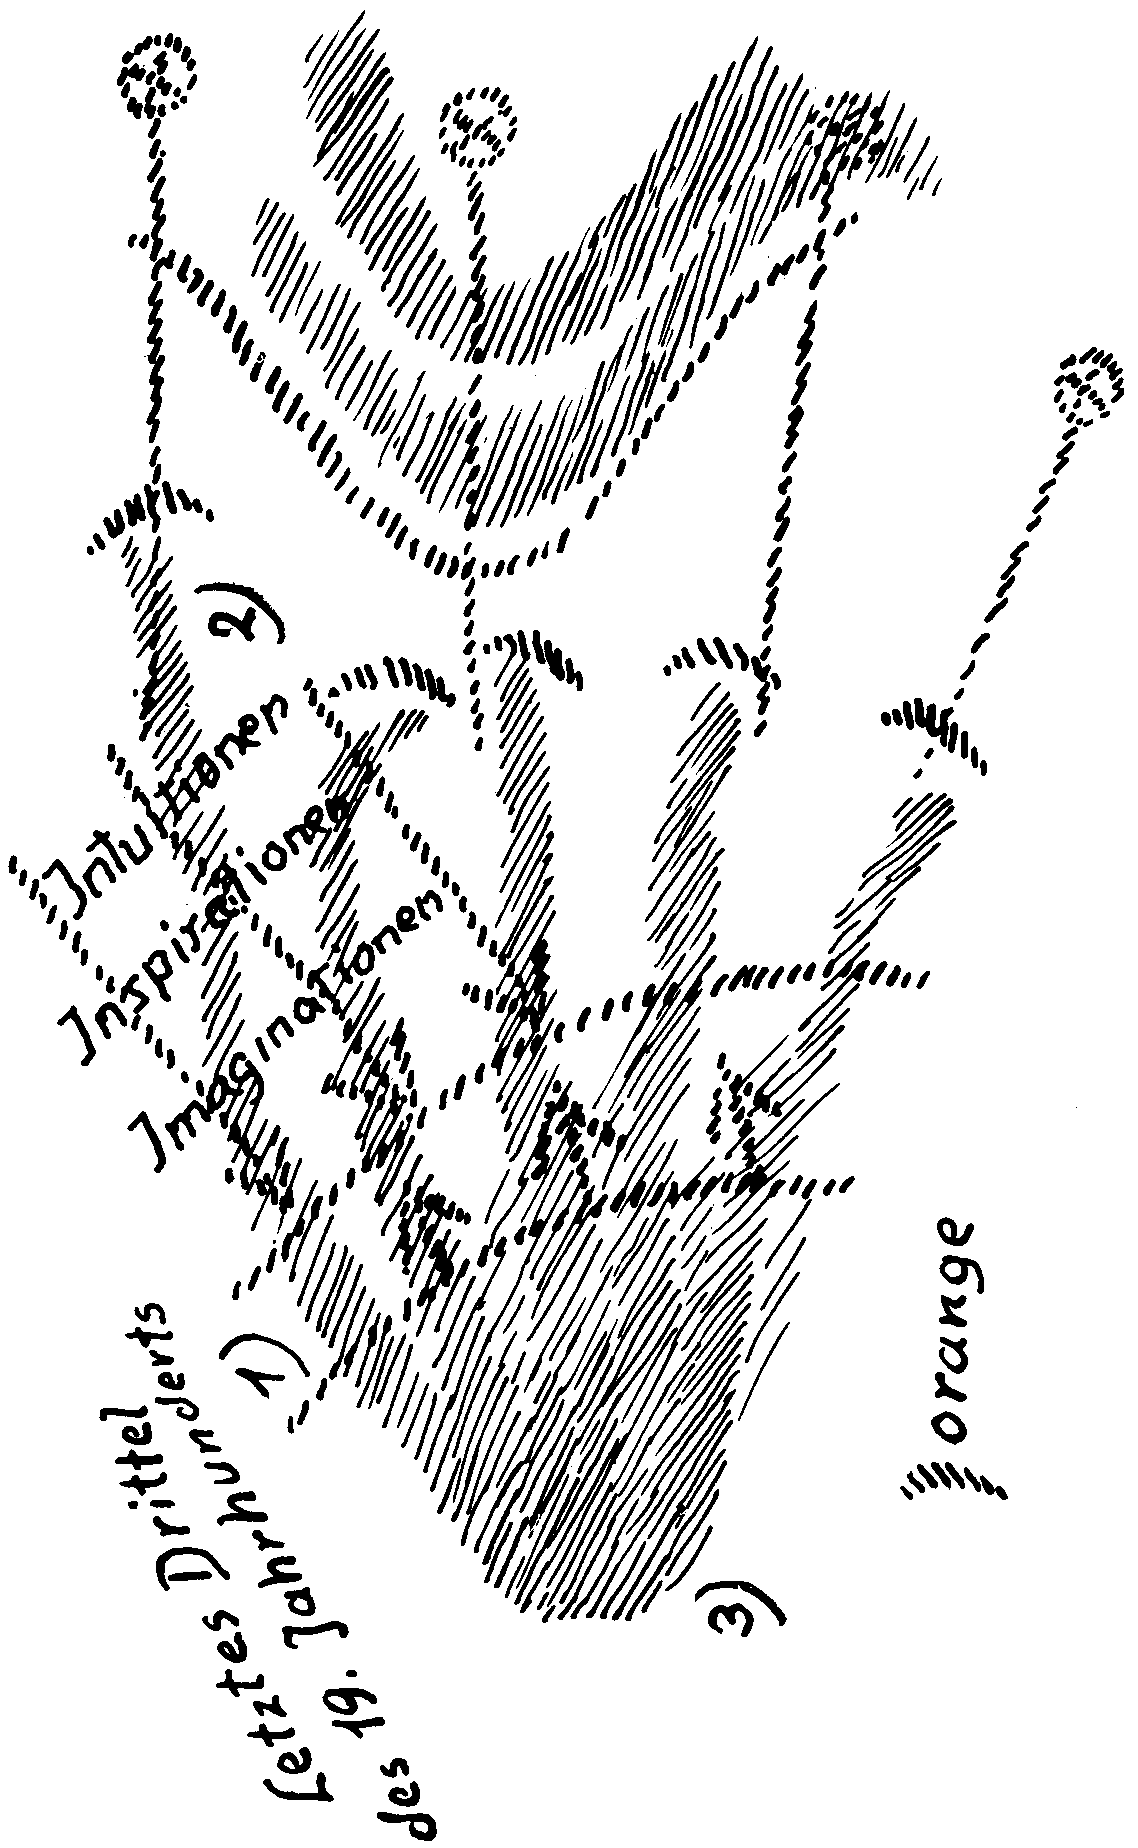 Intuitionen
Inspirationen
Imaginationen
2)
Letztes Drittel
des 19. Jahrhunderts
1)
3)
orange